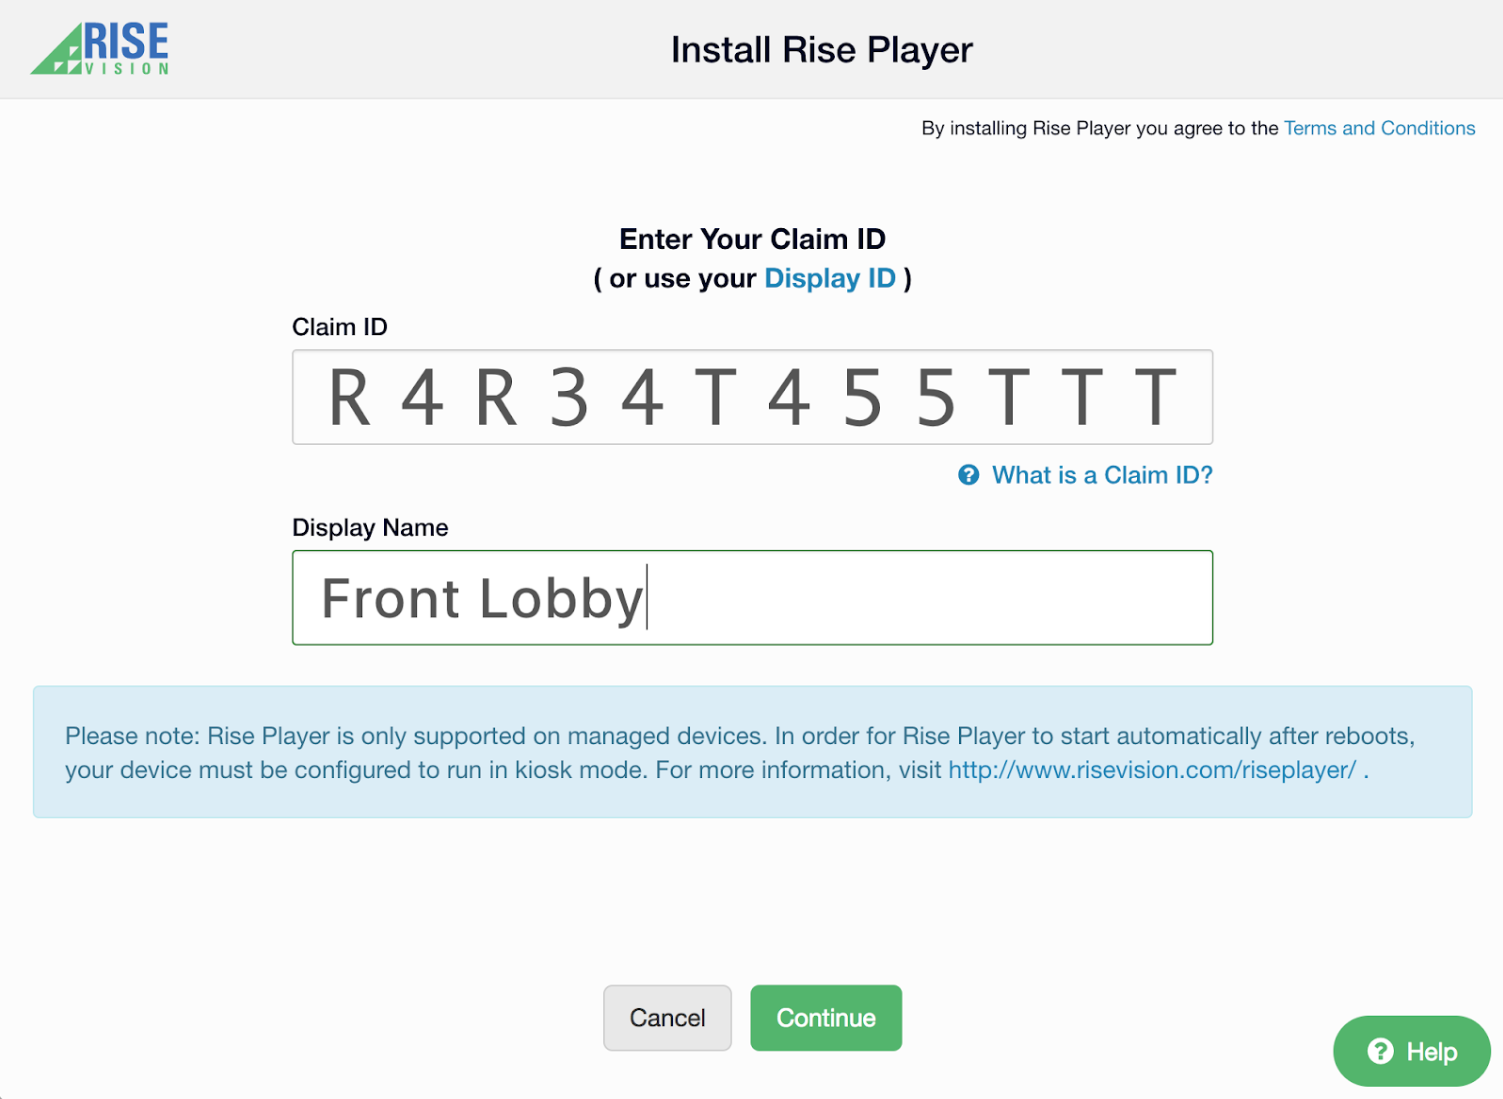 RISE
VISION
Install Rise Player
By installing Rise Player you agree to the Terms and Conditions
Enter Your Claim ID
( or use your Display ID )
Claim ID
R 4 R 3 4 T 4 5 5 T T T
? What is a Claim ID?
Display Name
Front Lobby
Please note: Rise Player is only supported on managed devices. In order for Rise Player to start automatically after reboots,
your device must be configured to run in kiosk mode. For more information, visit http://www.risevision.com/riseplayer/ .
Cancel
Continue
? Help